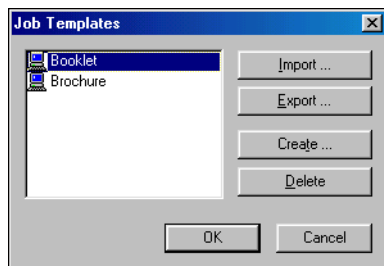 Job Templates
Booklet
Brochure
Import ...
Export ...
Create ...
Delete
OK
Cancel